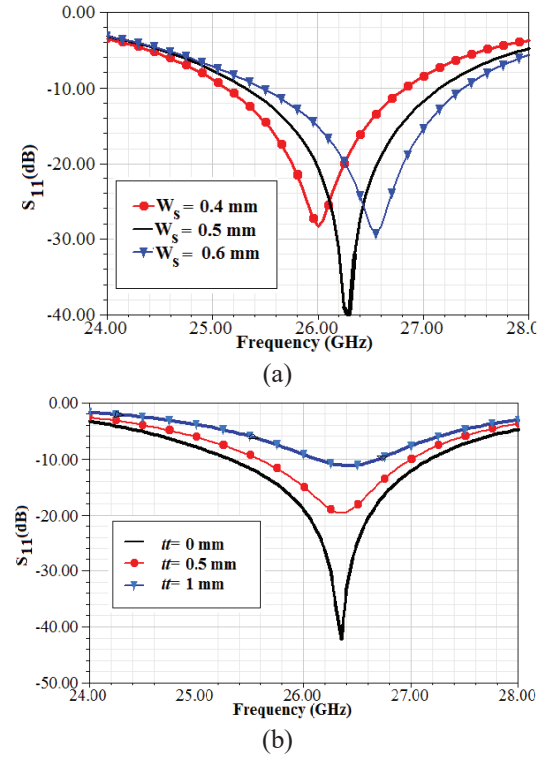 0.00
-10.00
-20.00
-30.00
-40.00
S11(dB)
Ws = 0.4 mm
Ws = 0.5 mm
Ws = 0.6 mm
24.00 25.00 26.00 27.00 28.00
Frequency (GHz)
(a)
0.00
-10.00
-20.00
-30.00
-40.00
-50.00
S11(dB)
tt= 0 mm
tt= 0.5 mm
tt= 1 mm
24.00 25.00 26.00 27.00 28.00
Frequency (GHz)
(b)